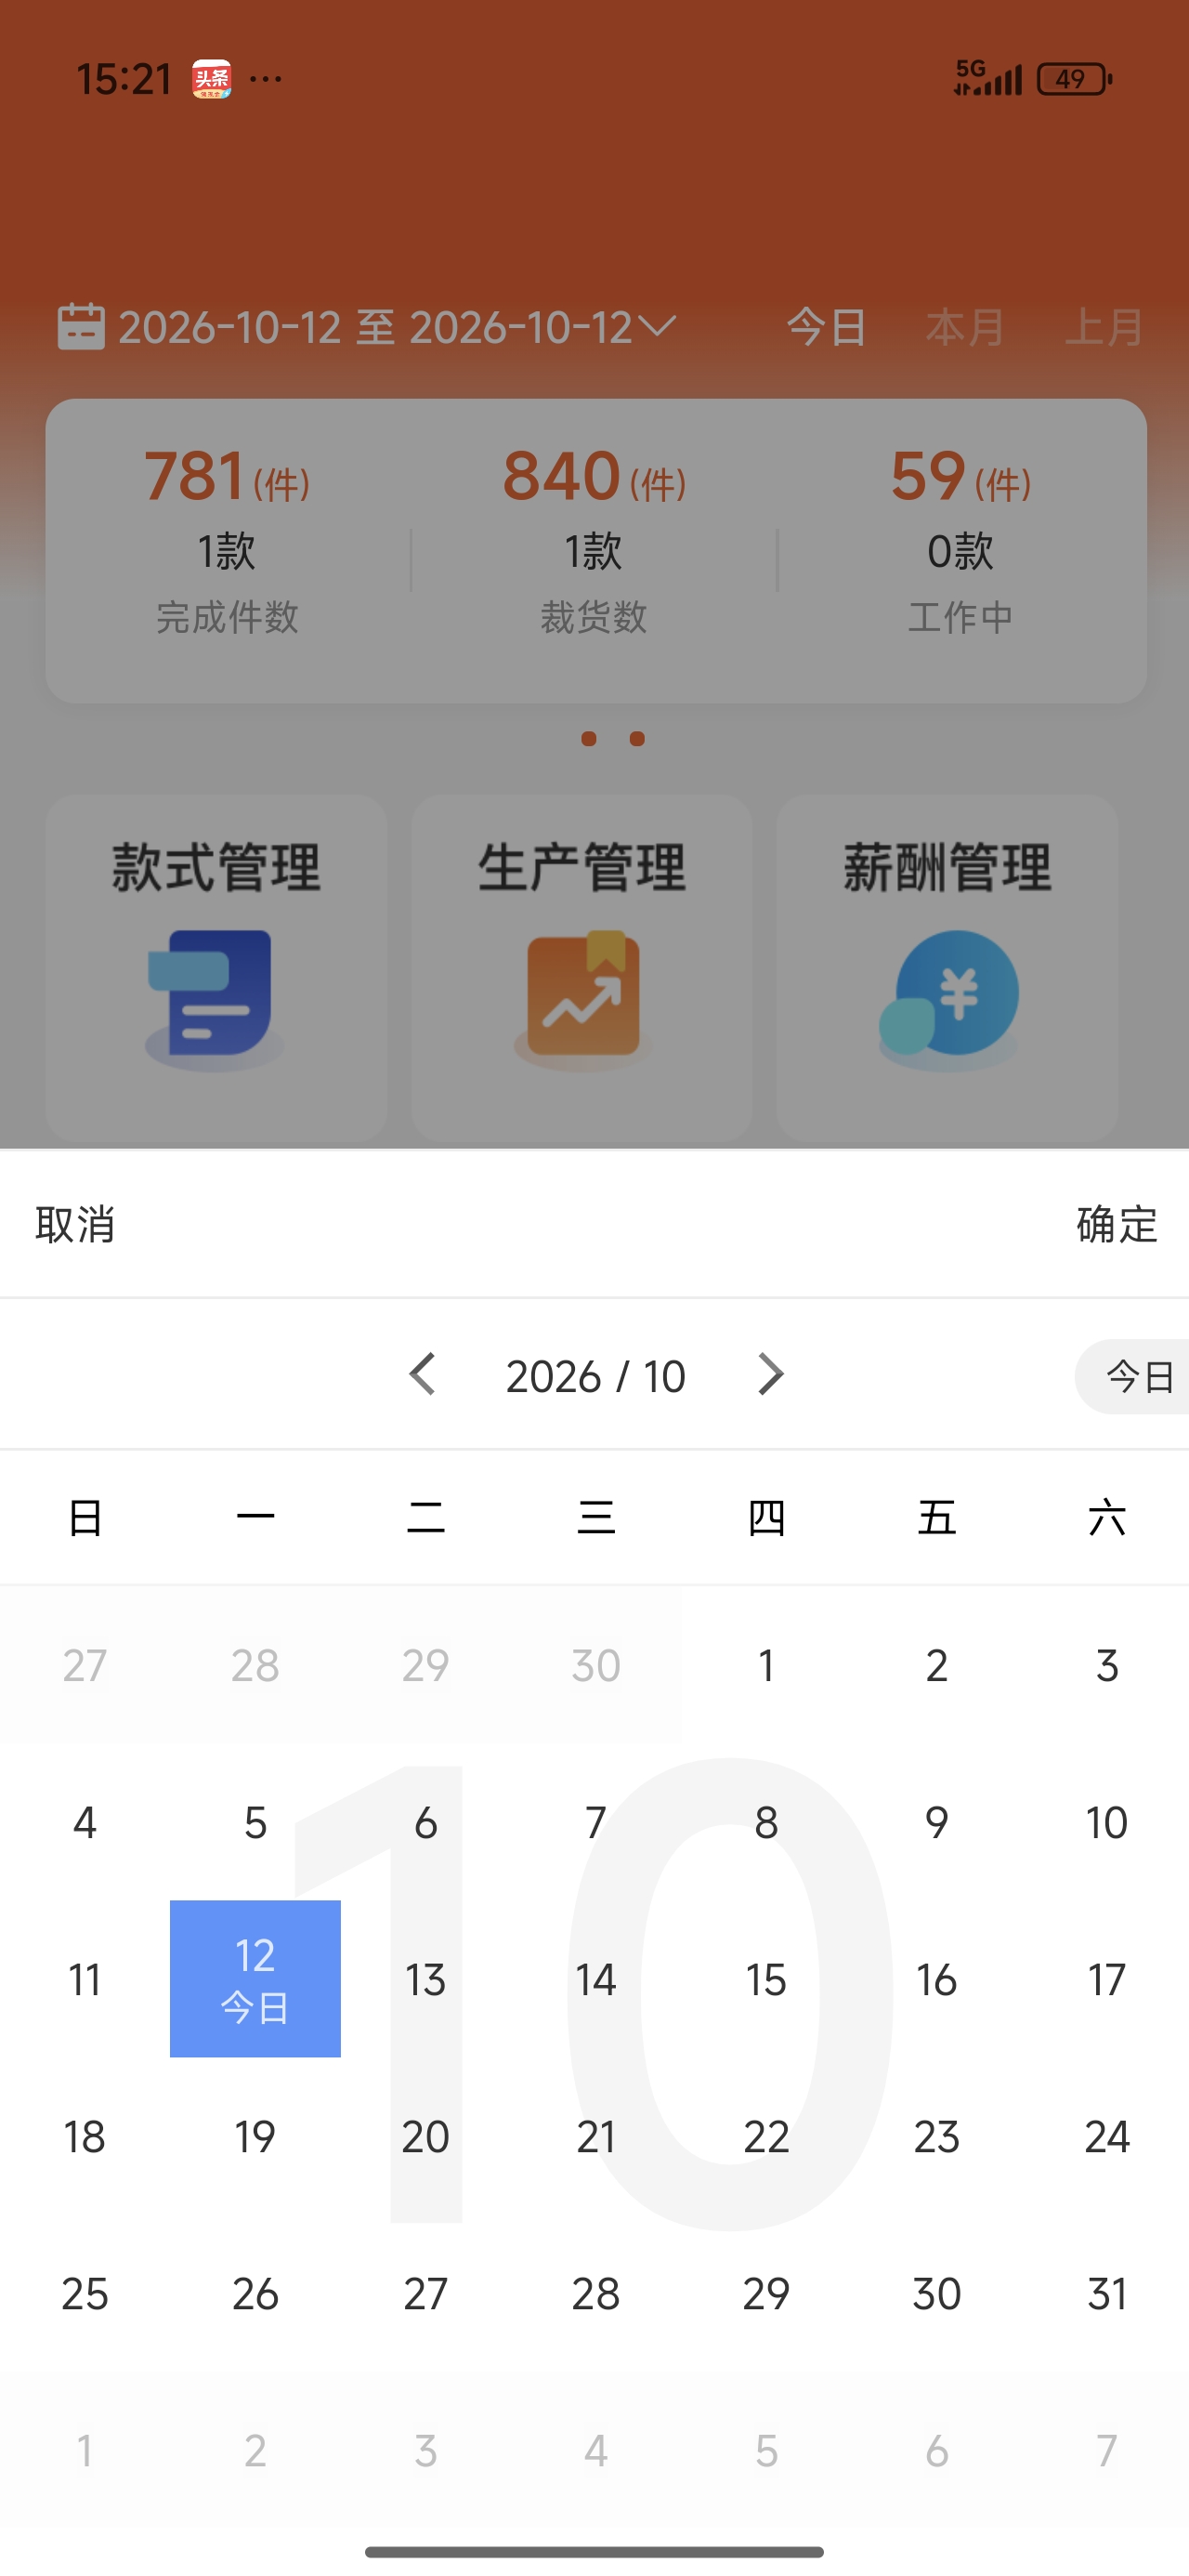 15:21 头条 ... 5G 49
2026-10-12 至 2026-10-12 今日 本月 上月
781(件) 840(件) 59(件)
1款 1款 0款
完成件数 裁货数 工作中
款式管理 生产管理 薪酬管理
¥
取消 确定
2026 / 10 今日
日 一 二 三 四 五 六
27 28 29 30 1 2 3
4 5 6 7 8 9 10
10
11 12 13 14 15 16 17
今日
18 19 20 21 22 23 24
25 26 27 28 29 30 31
1 2 3 4 5 6 7